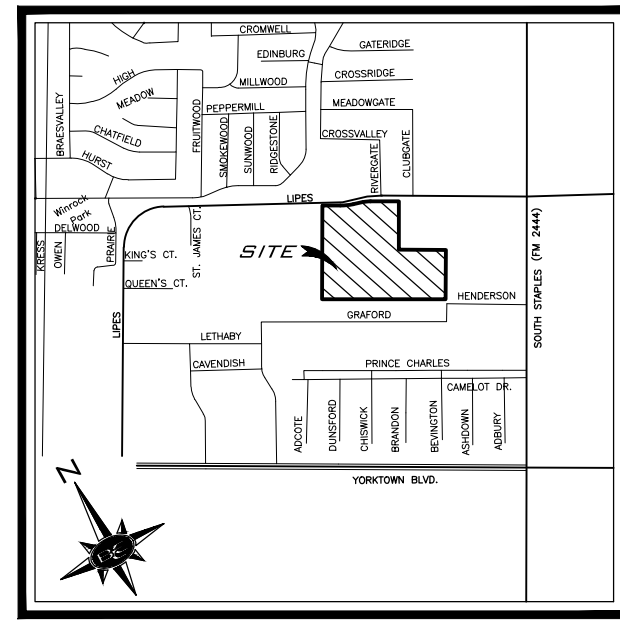 CROMWELL
EDINBURG
GATERIDGE
HIGH
MEADOW
MILLWOOD
CROSSRIDGE
BRAESVALLEY
FRUITWOOD
PEPPERMILL
MEADOWGATE
CHATFIELD
SMOKEWOOD
SUNWOOD
RIDGESTONE
CROSSVALLEY
RIVERGATE
CLUBGATE
HURST
LIPES
Winrock
Park
DELWOOD
KRESS
OWEN
PRAIRIE
KING'S CT.
ST. JAMES CT.
SITE
QUEEN'S CT.
SOUTH STAPLES (FM 2444)
HENDERSON
LIPES
GRAFORD
LETHABY
CAVENDISH
PRINCE CHARLES
CAMELOT DR.
ADCOTE
DUNSFORD
CHISWICK
BRANDON
BEVINGTON
ASHDOWN
ADBURY
YORKTOWN BLVD.
N